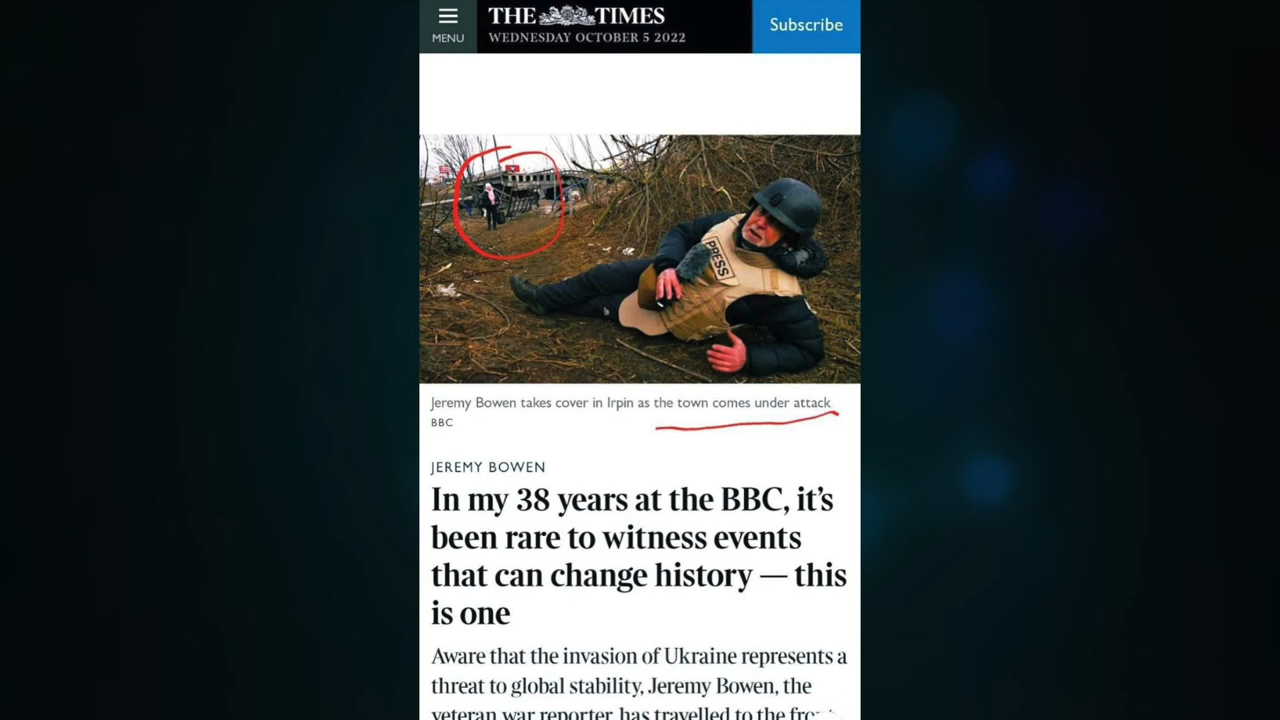 MENU
THE TIMES
WEDNESDAY OCTOBER 5 2022
Subscribe
PRESS
Jeremy Bowen takes cover in Irpin as the town comes under attack
BBC
JEREMY BOWEN
In my 38 years at the BBC, it's
been rare to witness events
that can change history — this
is one
Aware that the invasion of Ukraine represents a
threat to global stability, Jeremy Bowen, the
veteran war reporter, has travelled to the